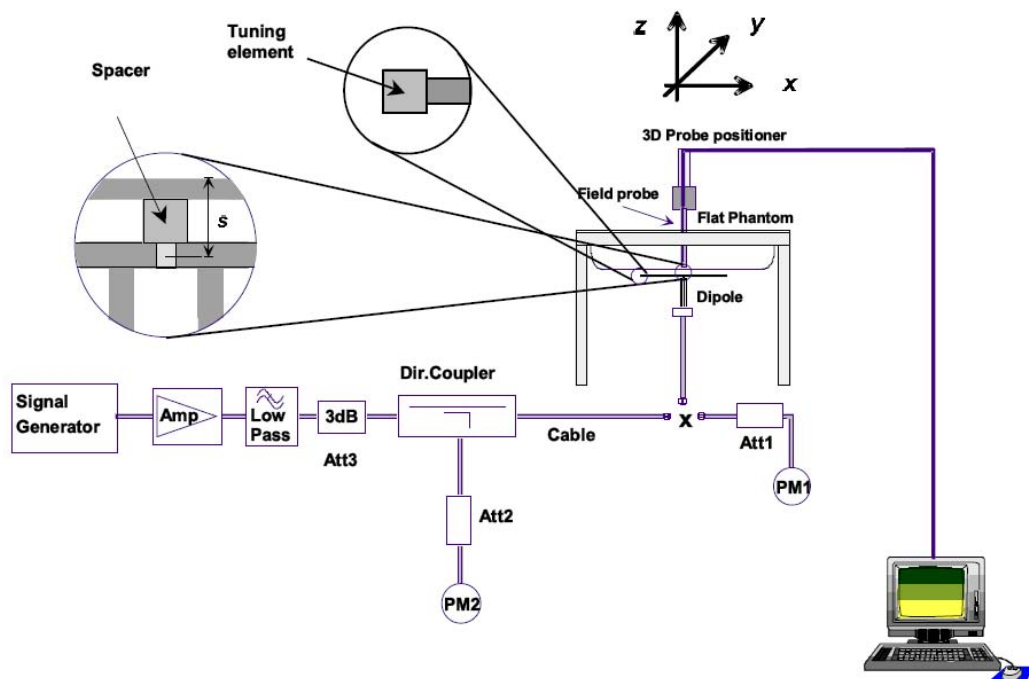 Tuning
element
Spacer
s
z
y
x
3D Probe positioner
Field probe
Flat Phantom
Dipole
Dir.Coupler
Signal
Generator
Amp
Low
Pass
3dB
Att3
Cable
x
Att1
PM1
Att2
PM2